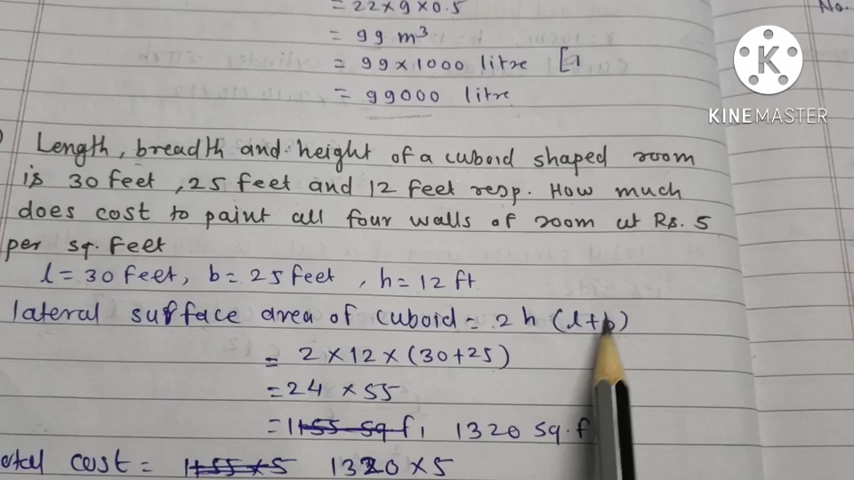 = 22×9×0.5
No.
= 99 m³
= 99×1000 litre [1
= 99000 litre
K
KINEMASTER
) Length, breadth and height of a cuboid shaped room
is 30 feet, 25 feet and 12 feet resp. How much
does cost to paint all four walls of room at Rs. 5
per sq. feet
l = 30 feet, b = 25 feet, h = 12 ft
lateral surface area of cuboid = 2 h (l+b)
= 2 × 12 × (30+25)
= 24 × 55
= 1155 sq f, 1320 sq. f
otal cost = 1155×5 1320×5